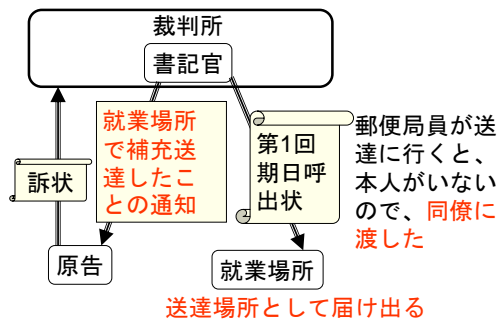 裁判所
書記官
就業場所
で補充送
達したこ
との通知
第1回
期日呼
出状
郵便局員が送
達に行くと、
本人がいない
ので、同僚に
渡した
訴状
原告
就業場所
送達場所として届け出る